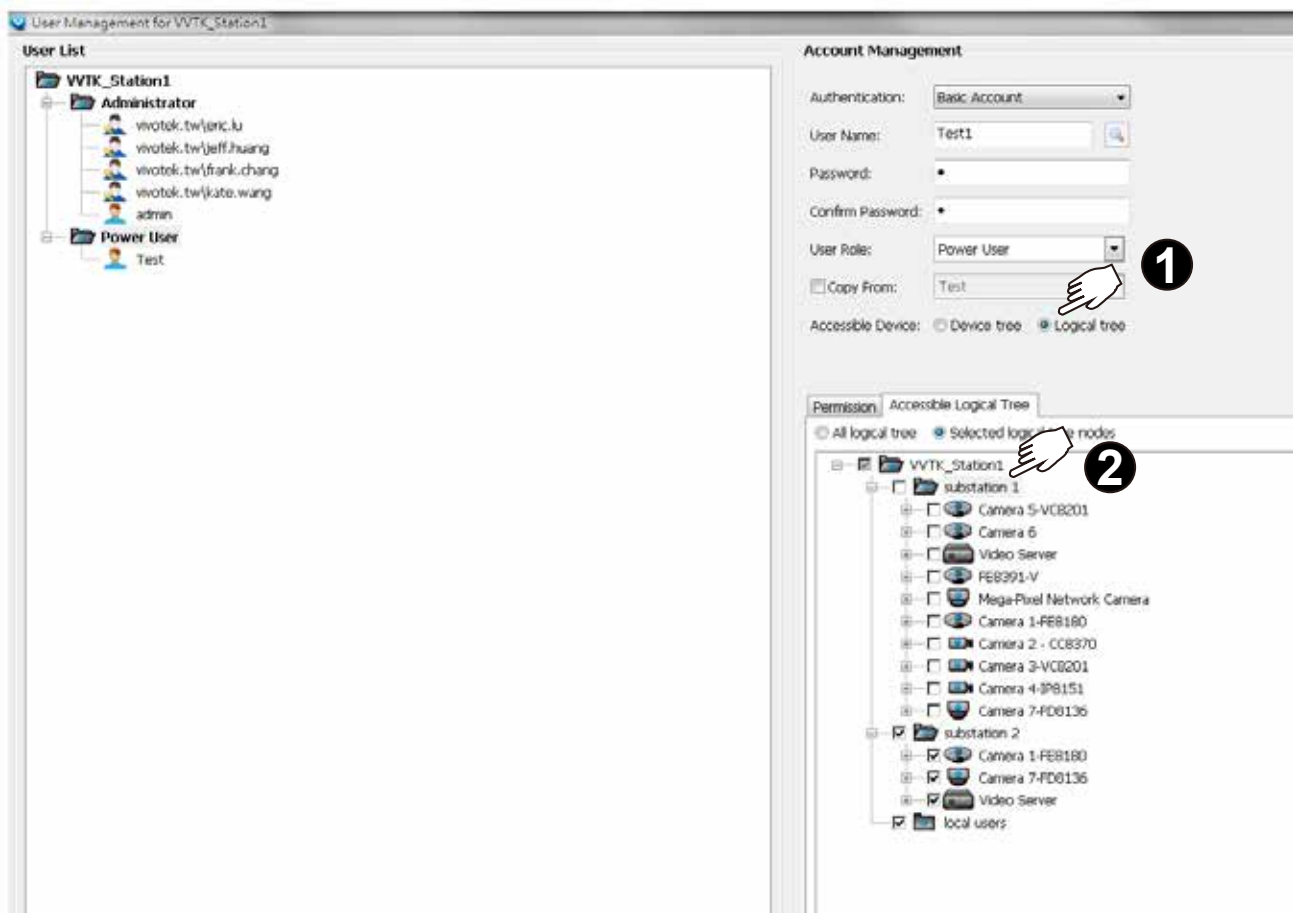 User Management for VVTK_Station1
User List
VVTK_Station1
Administrator
vivotek.tw\eric.lu
vivotek.tw\jeff.huang
vivotek.tw\frank.chang
vivotek.tw\kate.wang
admin
Power User
Test
Account Management
Authentication: Basic Account
User Name: Test1
Password: •
Confirm Password: •
User Role: Power User
1
Copy From: Test
Accessible Device: Device tree Logical tree
Permission Accessible Logical Tree
All logical tree Selected logical nodes
2
VVTK_Station1
substation 1
Camera 5-VC8201
Camera 6
Video Server
FE8391-V
Mega-Pixel Network Camera
Camera 1-FE8180
Camera 2 - CC8370
Camera 3-VC8201
Camera 4-IP8151
Camera 7-FD8136
substation 2
Camera 1-FE8180
Camera 7-FD8136
Video Server
local users